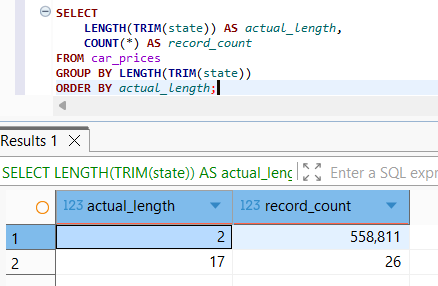 SELECT
LENGTH(TRIM(state)) AS actual_length,
COUNT(*) AS record_count
FROM car_prices
GROUP BY LENGTH(TRIM(state))
ORDER BY actual_length;
Results 1
SELECT LENGTH(TRIM(state)) AS actual_leng Enter a SQL expr
123 actual_length 123 record_count
1 2 558,811
2 17 26